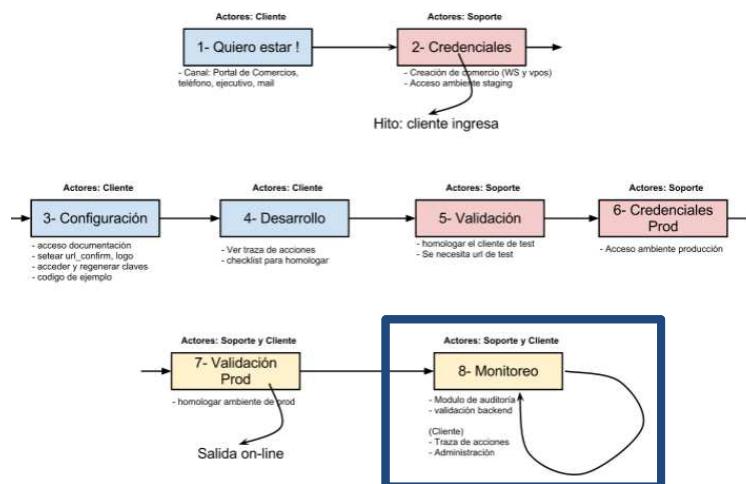 Actores: Cliente
1- Quiero estar !
- Canal: Portal de Comercios,
teléfono, ejecutivo, mail
Actores: Soporte
2- Credenciales
- Creación de comercio (WS y vpos)
- Acceso ambiente staging
Hito: cliente ingresa
Actores: Cliente
3- Configuración
- acceso documentación
- setear url_confirm, logo
- acceder y regenerar claves
- codigo de ejemplo
Actores: Cliente
4- Desarrollo
- Ver traza de acciones
- checklist para homologar
Actores: Soporte
5- Validación
- homologar el cliente de test
- Se necesita url de test
Actores: Soporte
6- Credenciales
Prod
- Acceso ambiente producción
Actores: Soporte y Cliente
7- Validación
Prod
- homologar ambiente de prod
Salida on-line
Actores: Soporte y Cliente
8- Monitoreo
- Modulo de auditoría
- validación backend
(Cliente)
- Traza de acciones
- Administración